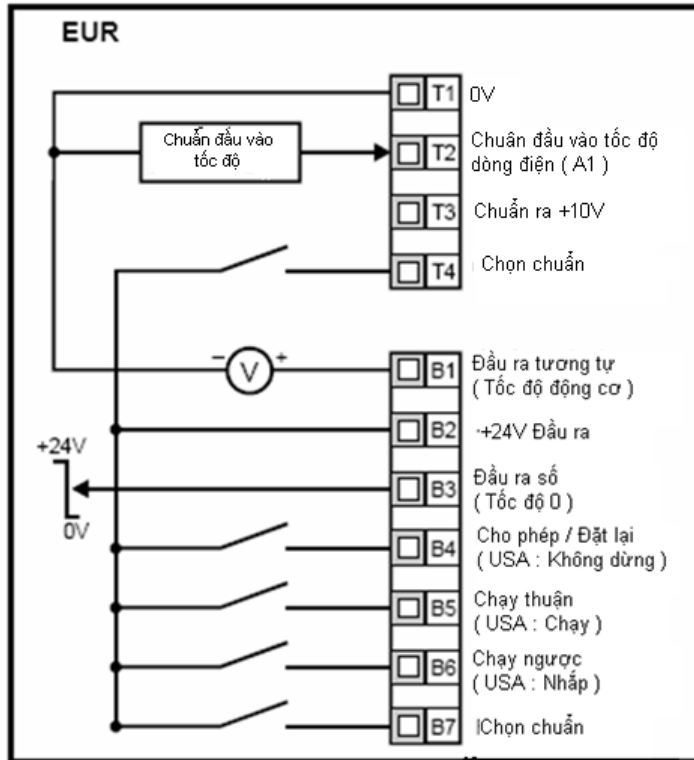 EUR
T1 0V
Chuẩn đầu vào
tốc độ
T2 Chuân đầu vào tốc độ
dòng điện ( A1 )
T3 Chuẩn ra +10V
T4 Chọn chuẩn
− V +
B1 Đầu ra tương tự
( Tốc độ động cơ )
B2 +24V Đầu ra
+24V
0V
B3 Đầu ra số
( Tốc độ 0 )
B4 Cho phép / Đặt lại
( USA : Không dừng )
B5 Chạy thuận
( USA : Chạy )
B6 Chạy ngược
( USA : Nhắp )
B7 Chọn chuẩn